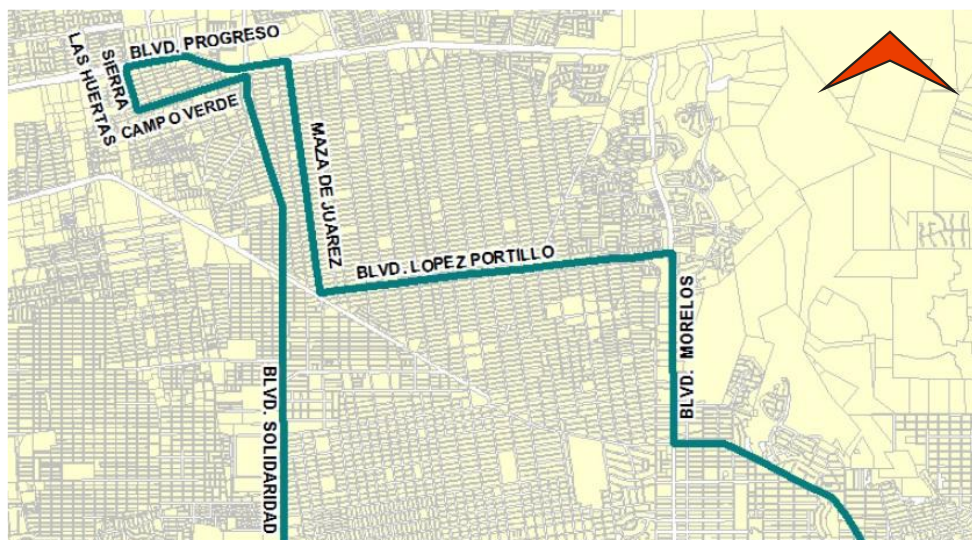 BLVD. PROGRESO
LAS HUERTAS
SIERRA
CAMPO VERDE
MAZA DE JUAREZ
BLVD. LOPEZ PORTILLO
BLVD. MORELOS
BLVD. SOLIDARIDAD